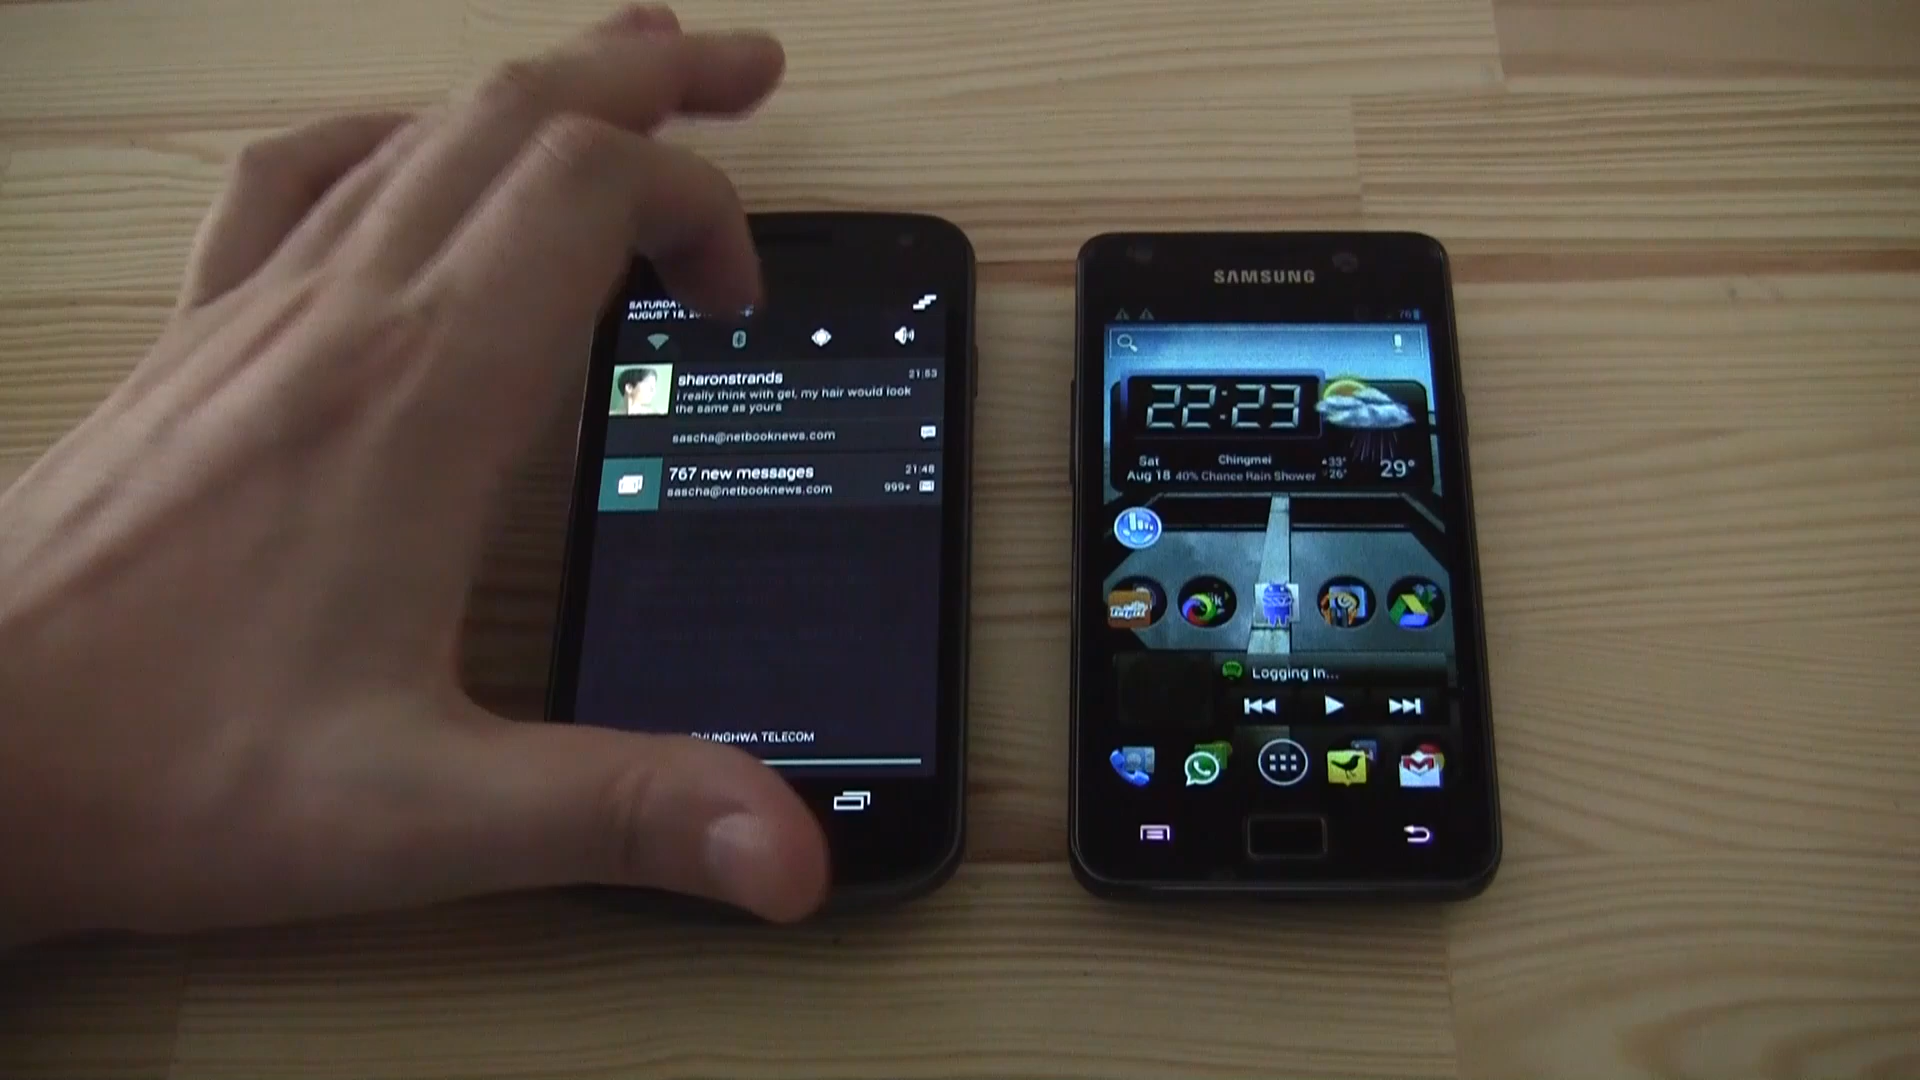 SATURDAY
AUGUST 18,
sharonstrands 21:53
i really think with gel, my hair would look
the same as yours
sascha@netbooknews.com
767 new messages 21:48
sascha@netbooknews.com 999+
CHUNGHWA TELECOM
SAMSUNG
76
22:23
Sat Chingmei 33°
Aug 18 40% Chance Rain Shower 26° 29°
Logging in...